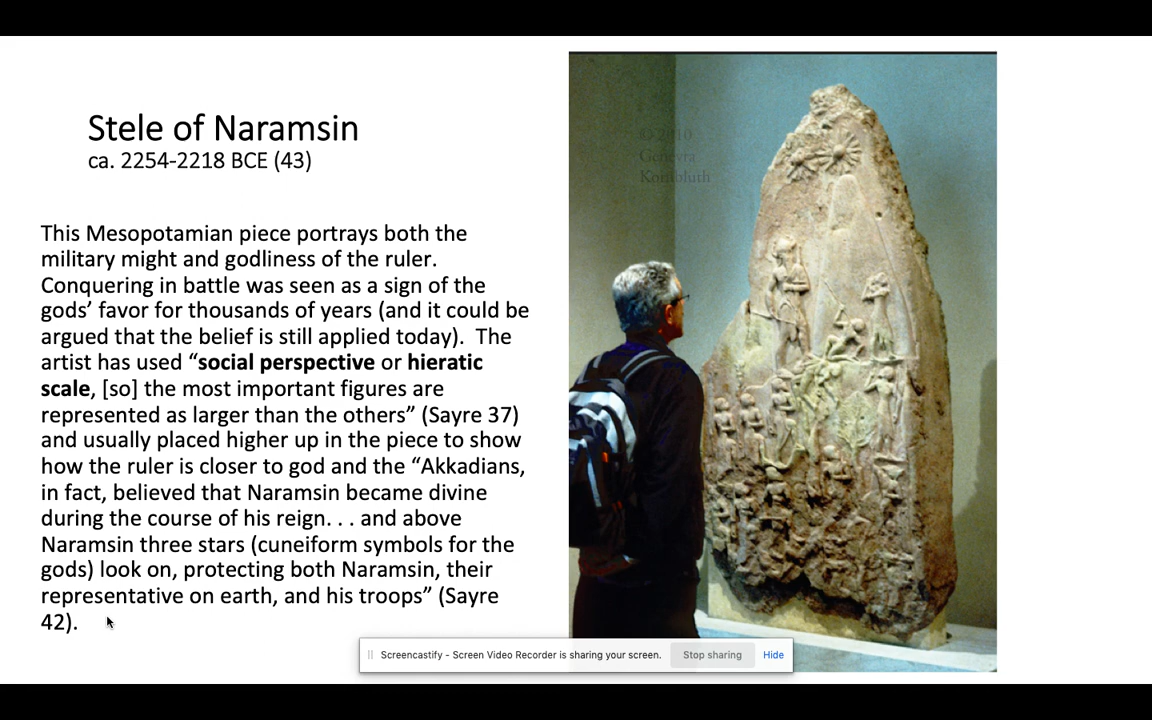 Stele of Naramsin
ca. 2254-2218 BCE (43)
This Mesopotamian piece portrays both the
military might and godliness of the ruler.
Conquering in battle was seen as a sign of the
gods’ favor for thousands of years (and it could be
argued that the belief is still applied today).  The
artist has used “social perspective or hieratic
scale, [so] the most important figures are
represented as larger than the others” (Sayre 37)
and usually placed higher up in the piece to show
how the ruler is closer to god and the “Akkadians,
in fact, believed that Naramsin became divine
during the course of his reign. . . and above
Naramsin three stars (cuneiform symbols for the
gods) look on, protecting both Naramsin, their
representative on earth, and his troops” (Sayre
42).
© 2010
Genevra
Kornbluth
Screencastify - Screen Video Recorder is sharing your screen.
Stop sharing
Hide